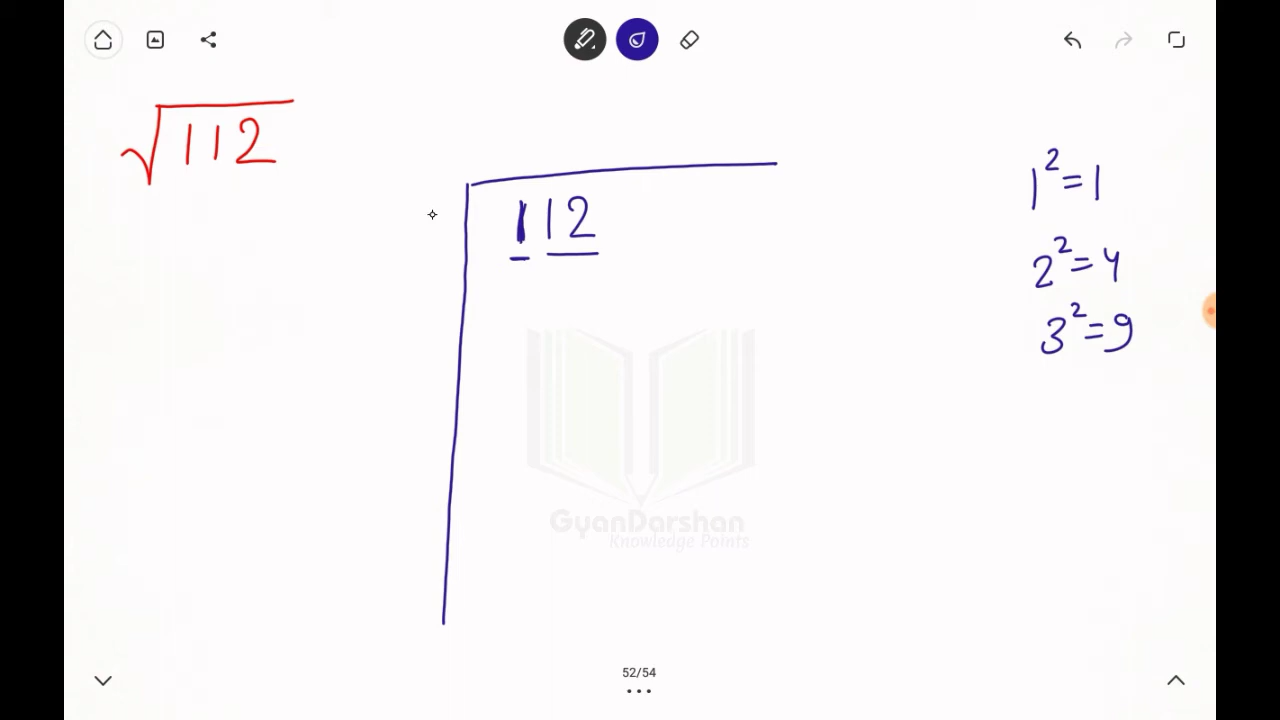 √112
112
1² = 1
2² = 4
3² = 9
GyanDarshan
Knowledge Points
52/54